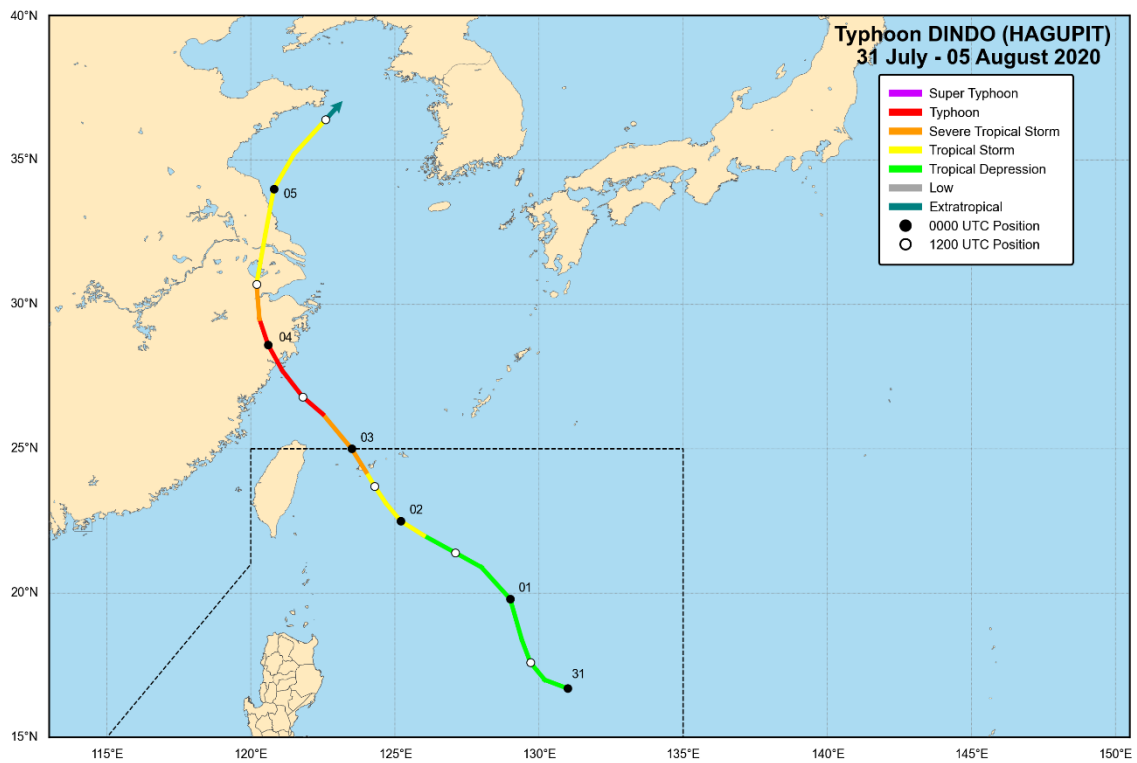 Typhoon DINDO (HAGUPIT)
31 July - 05 August 2020
Super Typhoon
Typhoon
Severe Tropical Storm
Tropical Storm
Tropical Depression
Low
Extratropical
0000 UTC Position
1200 UTC Position
40°N
35°N
30°N
25°N
20°N
15°N
05
04
03
02
01
31
115°E
120°E
125°E
130°E
135°E
140°E
145°E
150°E